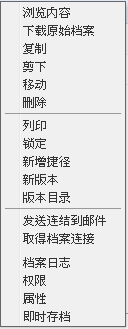 浏览内容
下载原始档案
复制
剪下
移动
删除
列印
锁定
新增捷径
新版本
版本目录
发送连结到邮件
取得档案连接
档案日志
权限
属性
即时存档